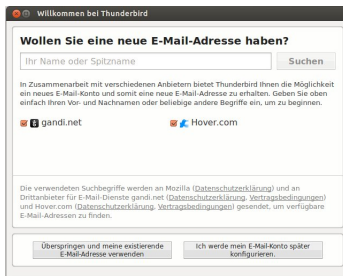 Willkommen bei Thunderbird
Wollen Sie eine neue E-Mail-Adresse haben?
Ihr Name oder Spitzname
Suchen
In Zusammenarbeit mit verschiedenen Anbietern bietet Thunderbird Ihnen die Möglichkeit
ein neues E-Mail-Konto und somit eine neue E-Mail-Adresse zu erhalten. Geben Sie oben
einfach Ihren Vor- und Nachnamen oder beliebige andere Begriffe ein, um zu beginnen.
gandi.net
Hover.com
Die verwendeten Suchbegriffe werden an Mozilla (Datenschutzerklärung) und an
Drittanbieter für E-Mail-Dienste gandi.net (Datenschutzerklärung, Vertragsbedingungen)
und Hover.com (Datenschutzerklärung, Vertragsbedingungen) gesendet, um verfügbare
E-Mail-Adressen zu finden.
Überspringen und meine existierende
E-Mail-Adresse verwenden
Ich werde mein E-Mail-Konto später
konfigurieren.